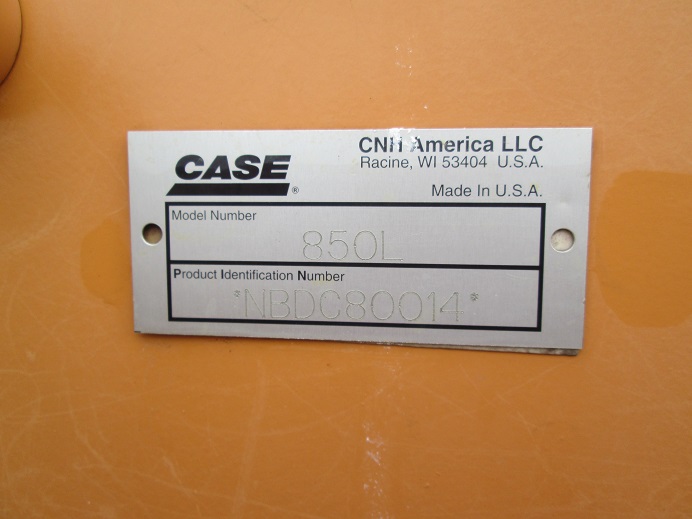 CASE®
CNH America LLC
Racine, WI 53404 U.S.A.
Made In U.S.A.
Model Number
850L
Product Identification Number
*NBDC80014*